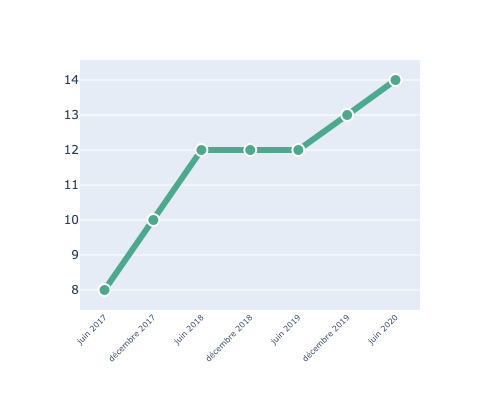 14
13
12
11
10
9
8
juin 2017
décembre 2017
juin 2018
décembre 2018
juin 2019
décembre 2019
juin 2020